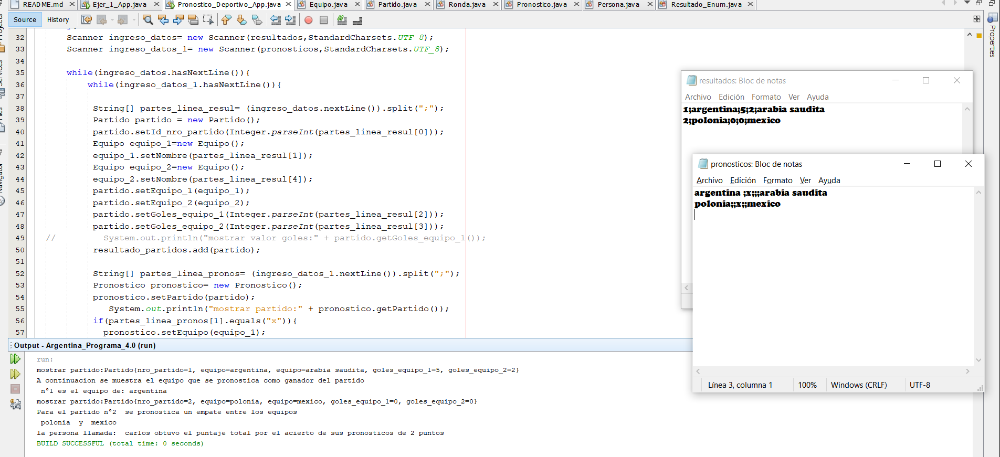 README.md Ejer_1_App.java Pronostico_Deportivo_App.java Equipo.java Partido.java Ronda.java Pronostico.java Persona.java Resultado_Enum.java
Source History
Properties
Services
Navigator
32 Scanner ingreso_datos= new Scanner(resultados,StandardCharsets.UTF_8);
33 Scanner ingreso_datos_1= new Scanner(pronosticos,StandardCharsets.UTF_8);
34
35 while(ingreso_datos.hasNextLine()){
36 while(ingreso_datos_1.hasNextLine()){
37
38 String[] partes_linea_resul= (ingreso_datos.nextLine()).split(";");
39 Partido partido = new Partido();
40 partido.setId_nro_partido(Integer.parseInt(partes_linea_resul[0]));
41 Equipo equipo_1=new Equipo();
42 equipo_1.setNombre(partes_linea_resul[1]);
43 Equipo equipo_2=new Equipo();
44 equipo_2.setNombre(partes_linea_resul[4]);
45 partido.setEquipo_1(equipo_1);
46 partido.setEquipo_2(equipo_2);
47 partido.setGoles_equipo_1(Integer.parseInt(partes_linea_resul[2]));
48 partido.setGoles_equipo_2(Integer.parseInt(partes_linea_resul[3]));
49 // System.out.println("mostrar valor goles:" + partido.getGoles_equipo_1());
50 resultado_partidos.add(partido);
51
52 String[] partes_linea_pronos= (ingreso_datos_1.nextLine()).split(";");
53 Pronostico pronostico= new Pronostico();
54 pronostico.setPartido(partido);
55 System.out.println("mostrar partido:" + pronostico.getPartido());
56 if(partes_linea_pronos[1].equals("x")){
57 pronostico.setEquipo(equipo_1);
resultados: Bloc de notas
Archivo Edición Formato Ver Ayuda
1;argentina;5;2;arabia saudita
2;polonia;0;0;mexico
pronosticos: Bloc de notas
Archivo Edición Formato Ver Ayuda
argentina ;x;;;arabia saudita
polonia;;x;;mexico
Línea 3, columna 1 100% Windows (CRLF) UTF-8
Output - Argentina_Programa_4.0 (run)
run:
mostrar partido:Partido{nro_partido=1, equipo=argentina, equipo=arabia saudita, goles_equipo_1=5, goles_equipo_2=2}
A continuacion se muestra el equipo que se pronostica como ganador del partido
n°1 es el equipo de: argentina
mostrar partido:Partido{nro_partido=2, equipo=polonia, equipo=mexico, goles_equipo_1=0, goles_equipo_2=0}
Para el partido n°2 se pronostica un empate entre los equipos
polonia y mexico
la persona llamada: carlos obtuvo el puntaje total por el acierto de sus pronosticos de 2 puntos
BUILD SUCCESSFUL (total time: 0 seconds)